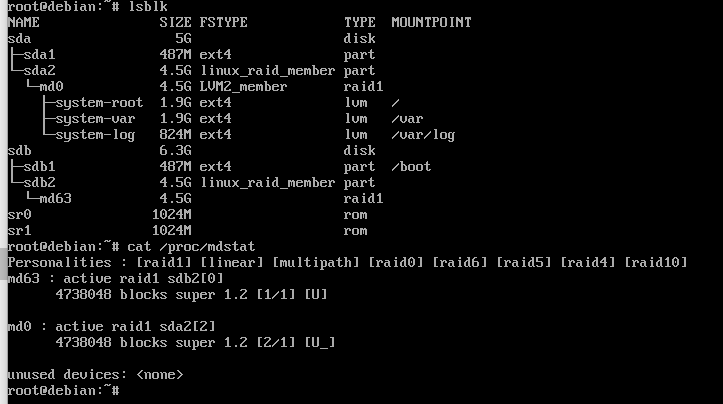 root@debian:~# lsblk
NAME                SIZE FSTYPE            TYPE  MOUNTPOINT
sda                   5G                   disk
├─sda1              487M ext4              part
└─sda2              4.5G linux_raid_member part
  └─md0             4.5G LVM2_member       raid1
    ├─system-root   1.9G ext4              lvm   /
    ├─system-var    1.9G ext4              lvm   /var
    └─system-log    824M ext4              lvm   /var/log
sdb                 6.3G                   disk
├─sdb1              487M ext4              part  /boot
└─sdb2              4.5G linux_raid_member part
  └─md63            4.5G                   raid1
sr0                1024M                   rom
sr1                1024M                   rom
root@debian:~# cat /proc/mdstat
Personalities : [raid1] [linear] [multipath] [raid0] [raid6] [raid5] [raid4] [raid10]
md63 : active raid1 sdb2[0]
      4738048 blocks super 1.2 [1/1] [U]
md0 : active raid1 sda2[2]
      4738048 blocks super 1.2 [2/1] [U_]
unused devices: <none>
root@debian:~#